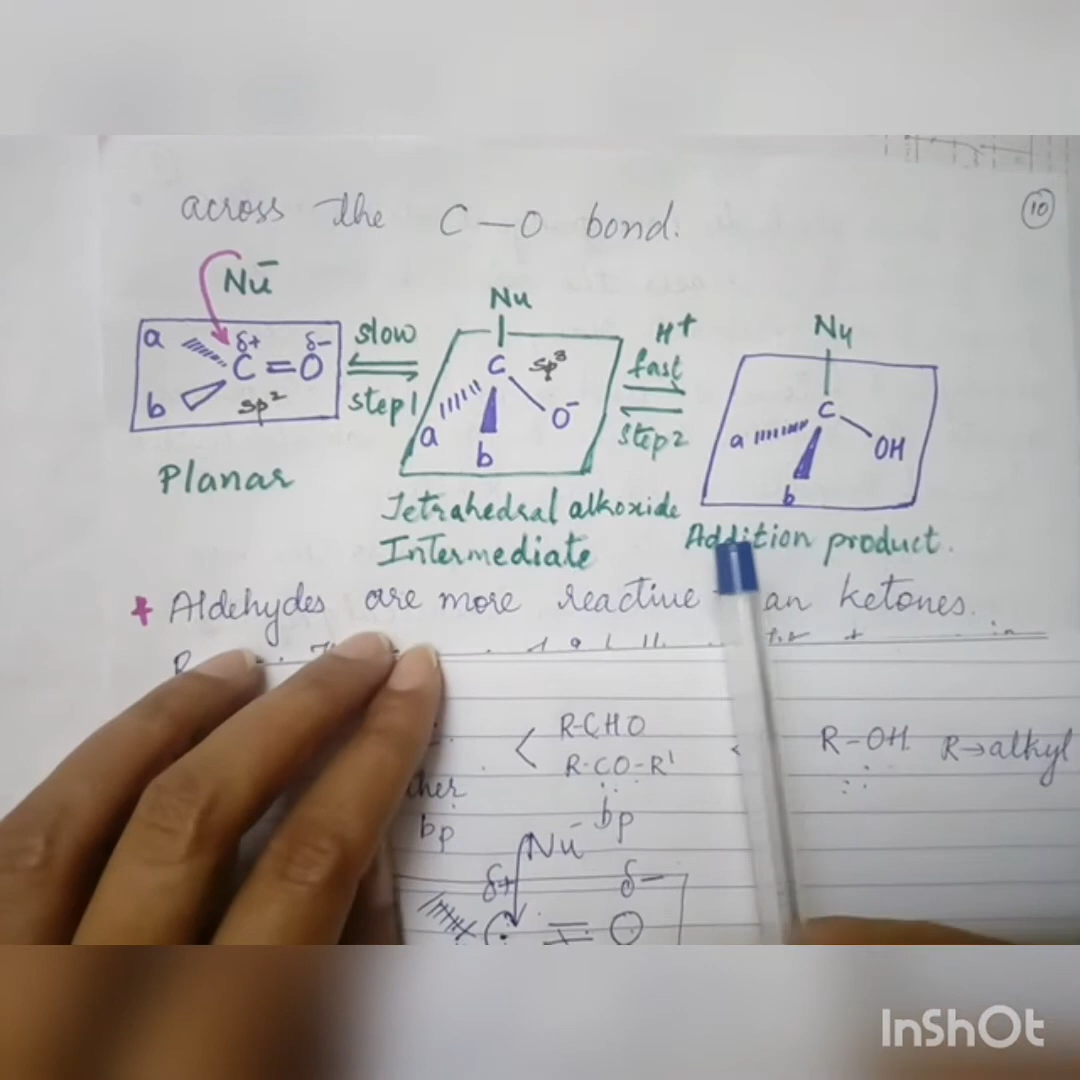 across the C—O bond.
10
Nu⁻
a δ+ δ-
C=O
b sp²
Planar
slow
step 1
Nu
C sp³
a b O⁻
Tetrahedral alkoxide
Intermediate
H+
fast
step 2
Nu
C
a b OH
Addition product.
+ Aldehydes are more reactive an ketones.
< R-CHO < R-OH. R→alkyl
R-CO-R'
bp bp
Nu⁻
δ+ δ-
C = O
InShOt